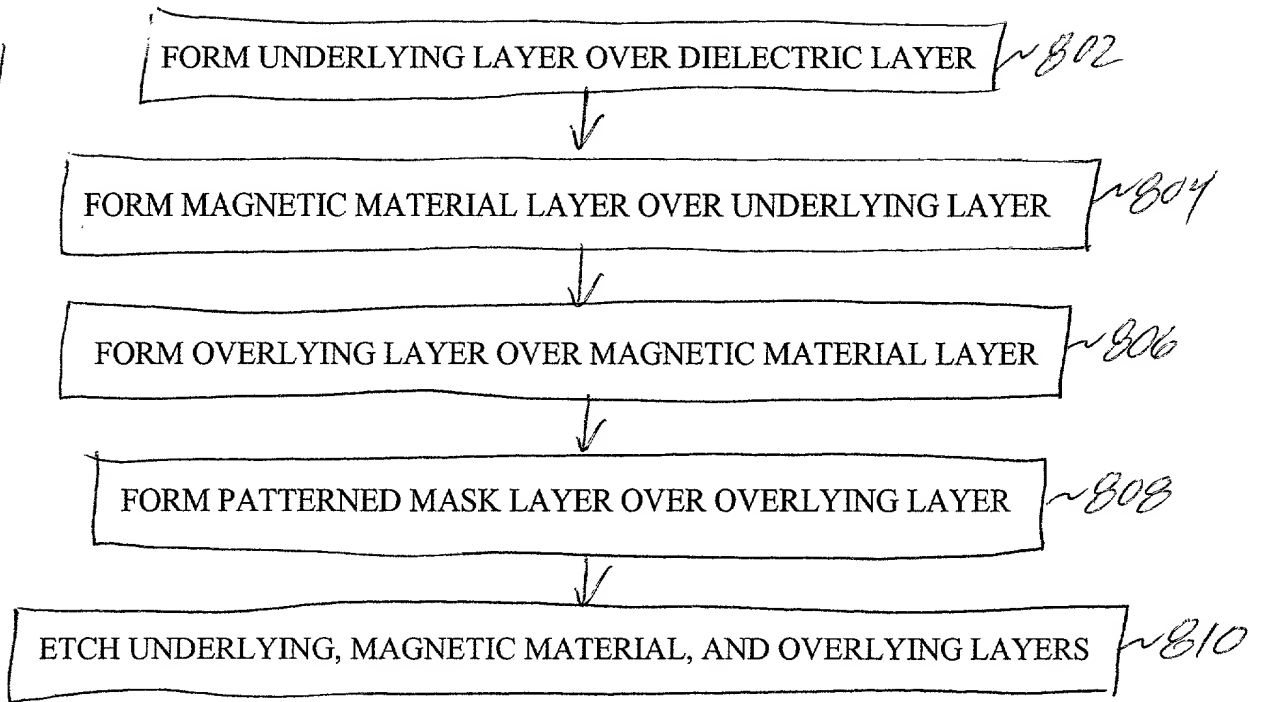 FORM UNDERLYING LAYER OVER DIELECTRIC LAYER 802
FORM MAGNETIC MATERIAL LAYER OVER UNDERLYING LAYER 804
FORM OVERLYING LAYER OVER MAGNETIC MATERIAL LAYER 806
FORM PATTERNED MASK LAYER OVER OVERLYING LAYER 808
ETCH UNDERLYING, MAGNETIC MATERIAL, AND OVERLYING LAYERS 810